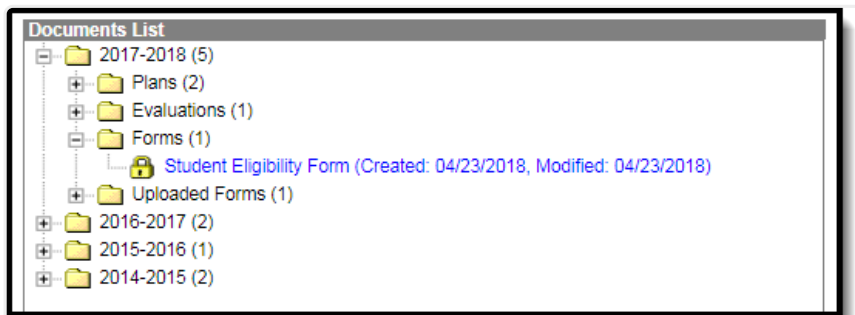 Documents List
2017-2018 (5)
Plans (2)
Evaluations (1)
Forms (1)
Student Eligibility Form (Created: 04/23/2018, Modified: 04/23/2018)
Uploaded Forms (1)
2016-2017 (2)
2015-2016 (1)
2014-2015 (2)